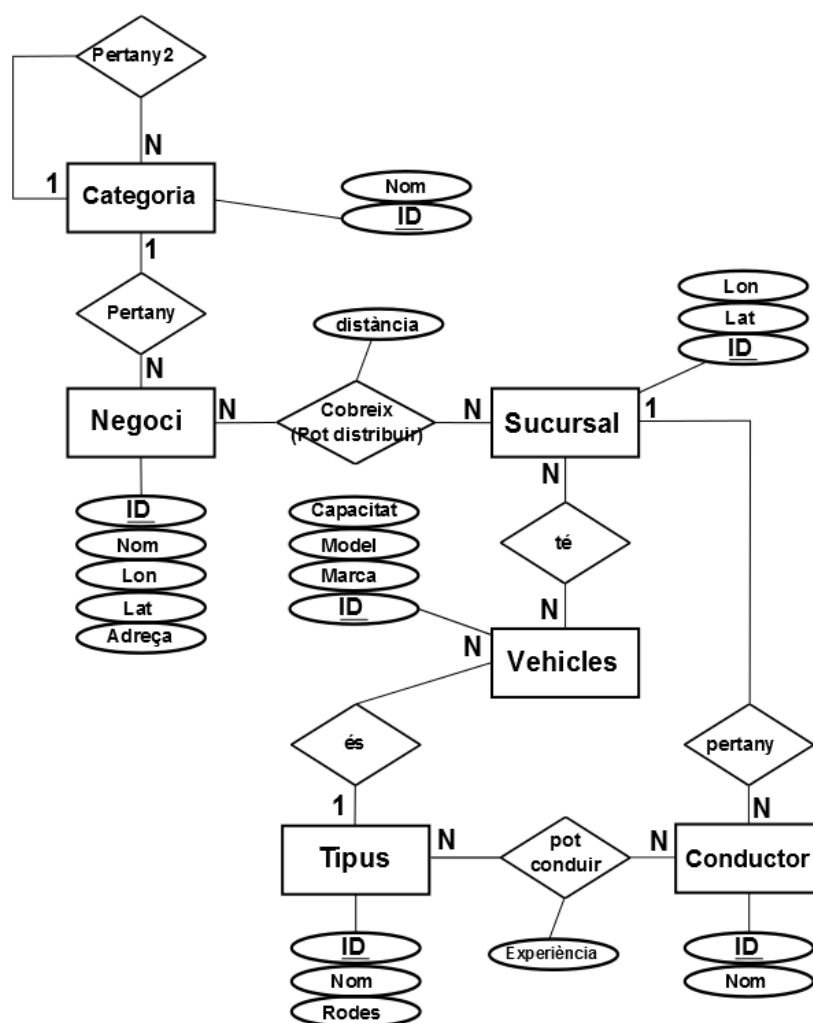 Pertany2
N
1
Categoria
Nom
ID
1
Pertany
N
distància
Lon
Lat
ID
Negoci
N
Cobreix
(Pot distribuir)
N
Sucursal
1
N
ID
Nom
Lon
Lat
Adreça
Capacitat
Model
Marca
ID
té
N
N
Vehicles
és
pertany
1
N
Tipus
N
pot
conduir
N
Conductor
ID
Nom
Rodes
Experiència
ID
Nom